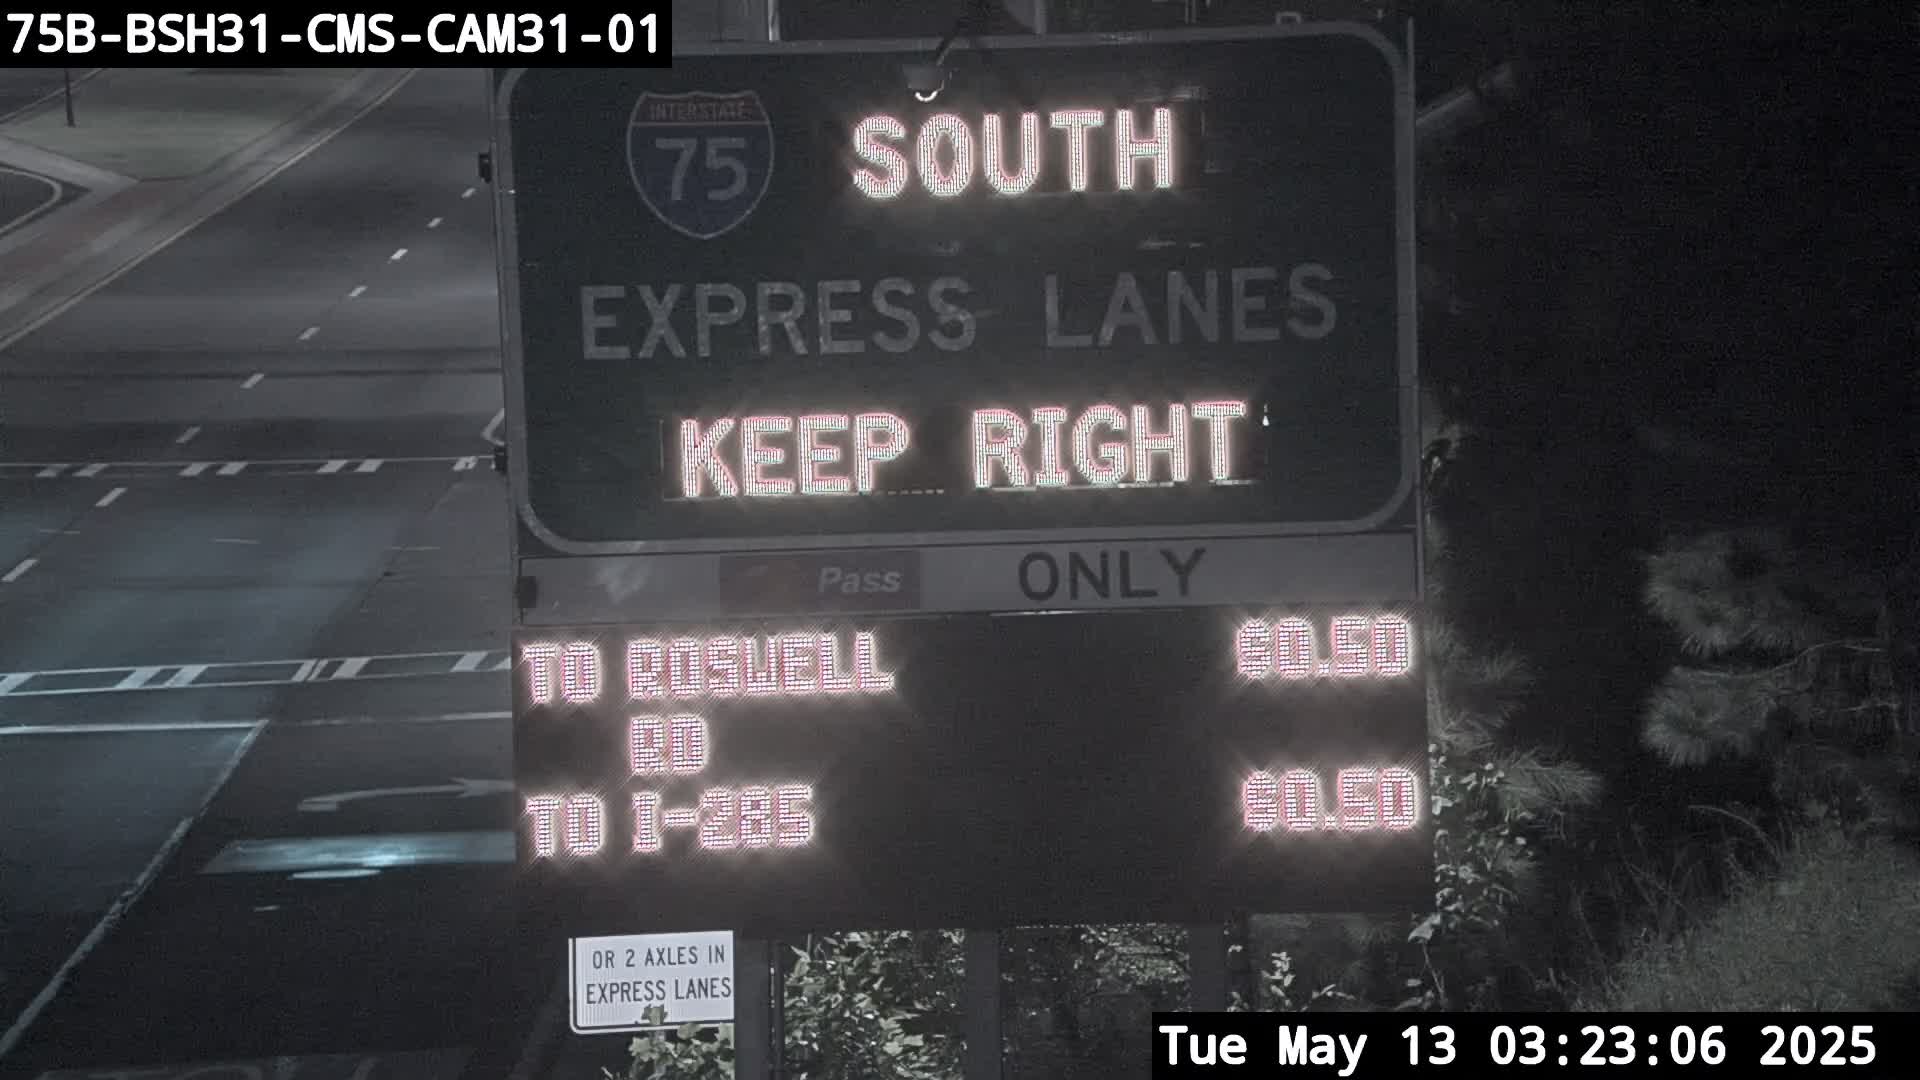 75B-BSH31-CMS-CAM31-01
INTERSTATE
75
SOUTH
EXPRESS LANES
KEEP RIGHT
Pass ONLY
TO ROSWELL $0.50
RD
TO I-285 $0.50
OR 2 AXLES IN
EXPRESS LANES
Tue May 13 03:23:06 2025